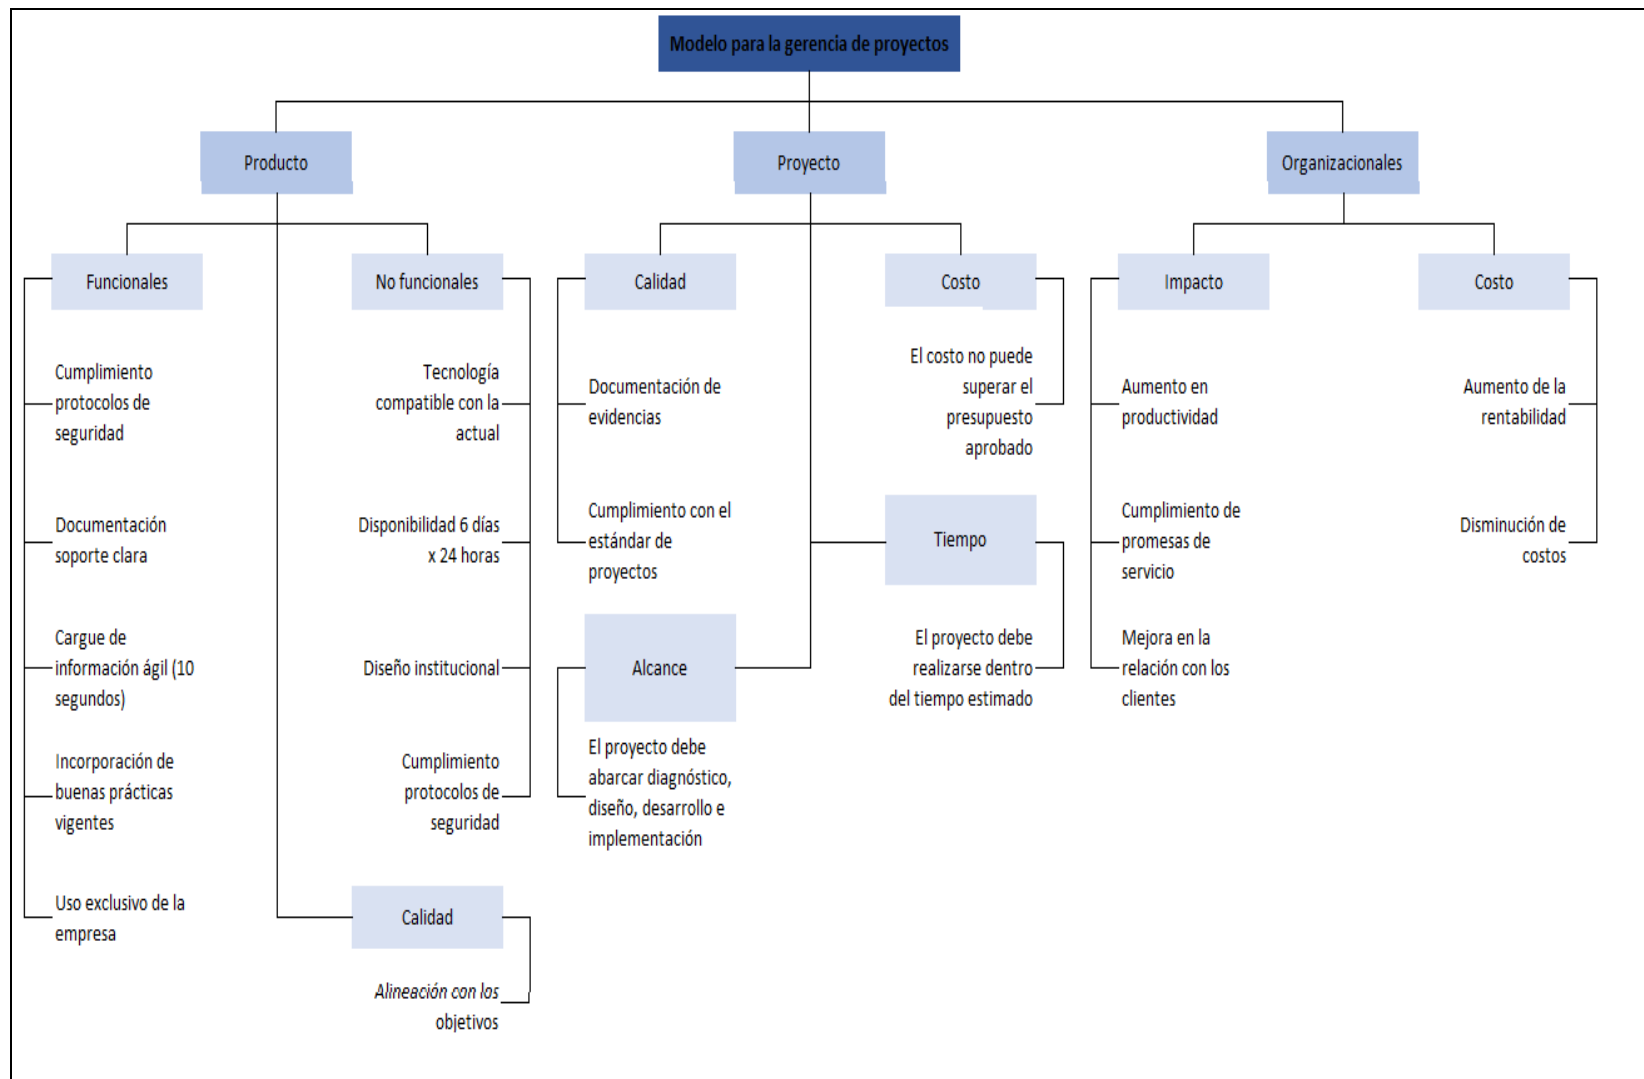 Modelo para la gerencia de proyectos
Producto
Proyecto
Organizacionales
Funcionales
Cumplimiento
protocolos de
seguridad
Documentación
soporte clara
Cargue de
información ágil (10
segundos)
Incorporación de
buenas prácticas
vigentes
Uso exclusivo de la
empresa
No funcionales
Tecnología
compatible con la
actual
Disponibilidad 6 días
x 24 horas
Diseño institucional
Cumplimiento
protocolos de
seguridad
Calidad
Alineación con los
objetivos
Calidad
Documentación de
evidencias
Cumplimiento con el
estándar de
proyectos
Alcance
El proyecto debe
abarcar diagnóstico,
diseño, desarrollo e
implementación
Costo
El costo no puede
superar el
presupuesto
aprobado
Tiempo
El proyecto debe
realizarse dentro
del tiempo estimado
Impacto
Aumento en
productividad
Cumplimiento de
promesas de
servicio
Mejora en la
relación con los
clientes
Costo
Aumento de la
rentabilidad
Disminución de
costos